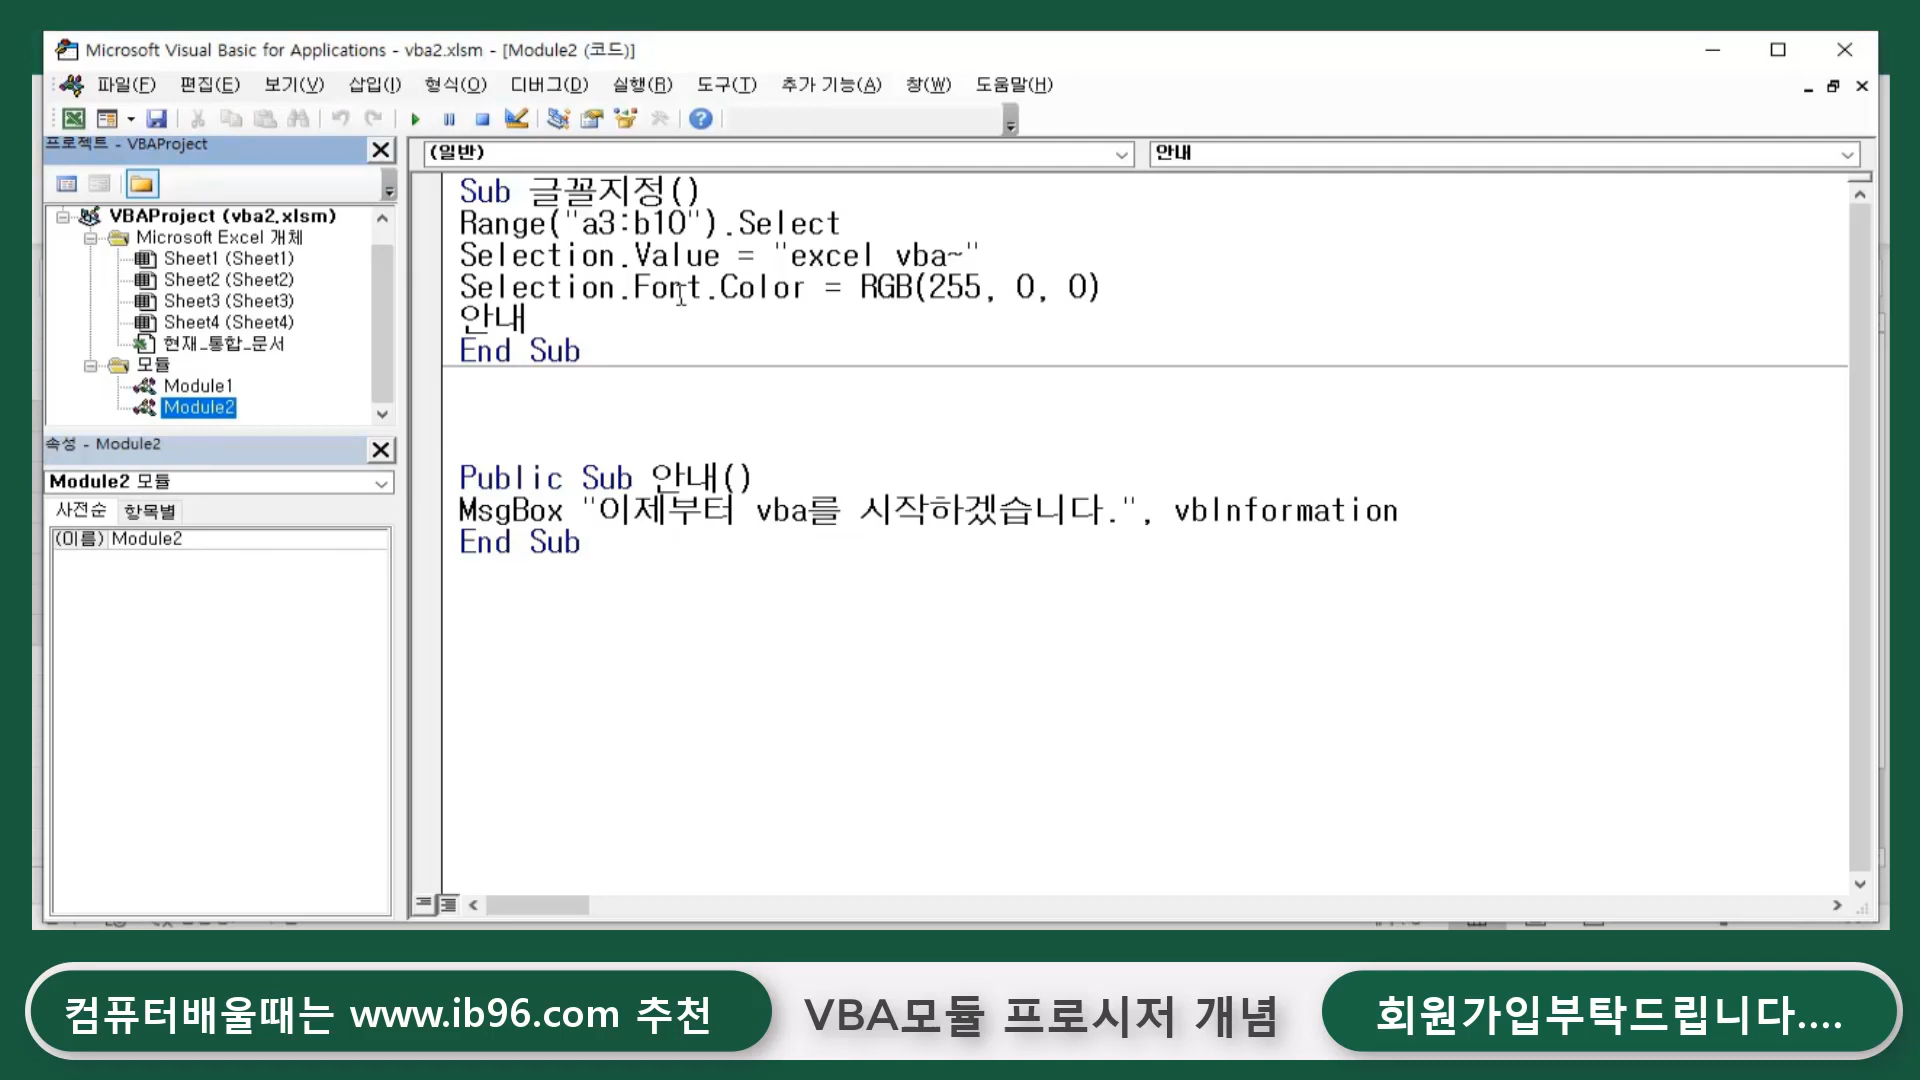 Microsoft Visual Basic for Applications - vba2.xlsm - [Module2 (코드)]
파일(F) 편집(E) 보기(V) 삽입(I) 형식(O) 디버그(D) 실행(R) 도구(T) 추가 기능(A) 창(W) 도움말(H)
프로젝트 - VBAProject
VBAProject (vba2.xlsm)
Microsoft Excel 개체
Sheet1 (Sheet1)
Sheet2 (Sheet2)
Sheet3 (Sheet3)
Sheet4 (Sheet4)
현재_통합_문서
모듈
Module1
Module2
속성 - Module2
Module2 모듈
사전순 항목별
(이름) Module2
(일반) 안내
Sub 글꼴지정()
Range("a3:b10").Select
Selection.Value = "excel vba~"
Selection.Font.Color = RGB(255, 0, 0)
안내
End Sub
Public Sub 안내()
MsgBox "이제부터 vba를 시작하겠습니다.", vbInformation
End Sub
컴퓨터배울때는 www.ib96.com 추천
VBA모듈 프로시저 개념
회원가입부탁드립니다....